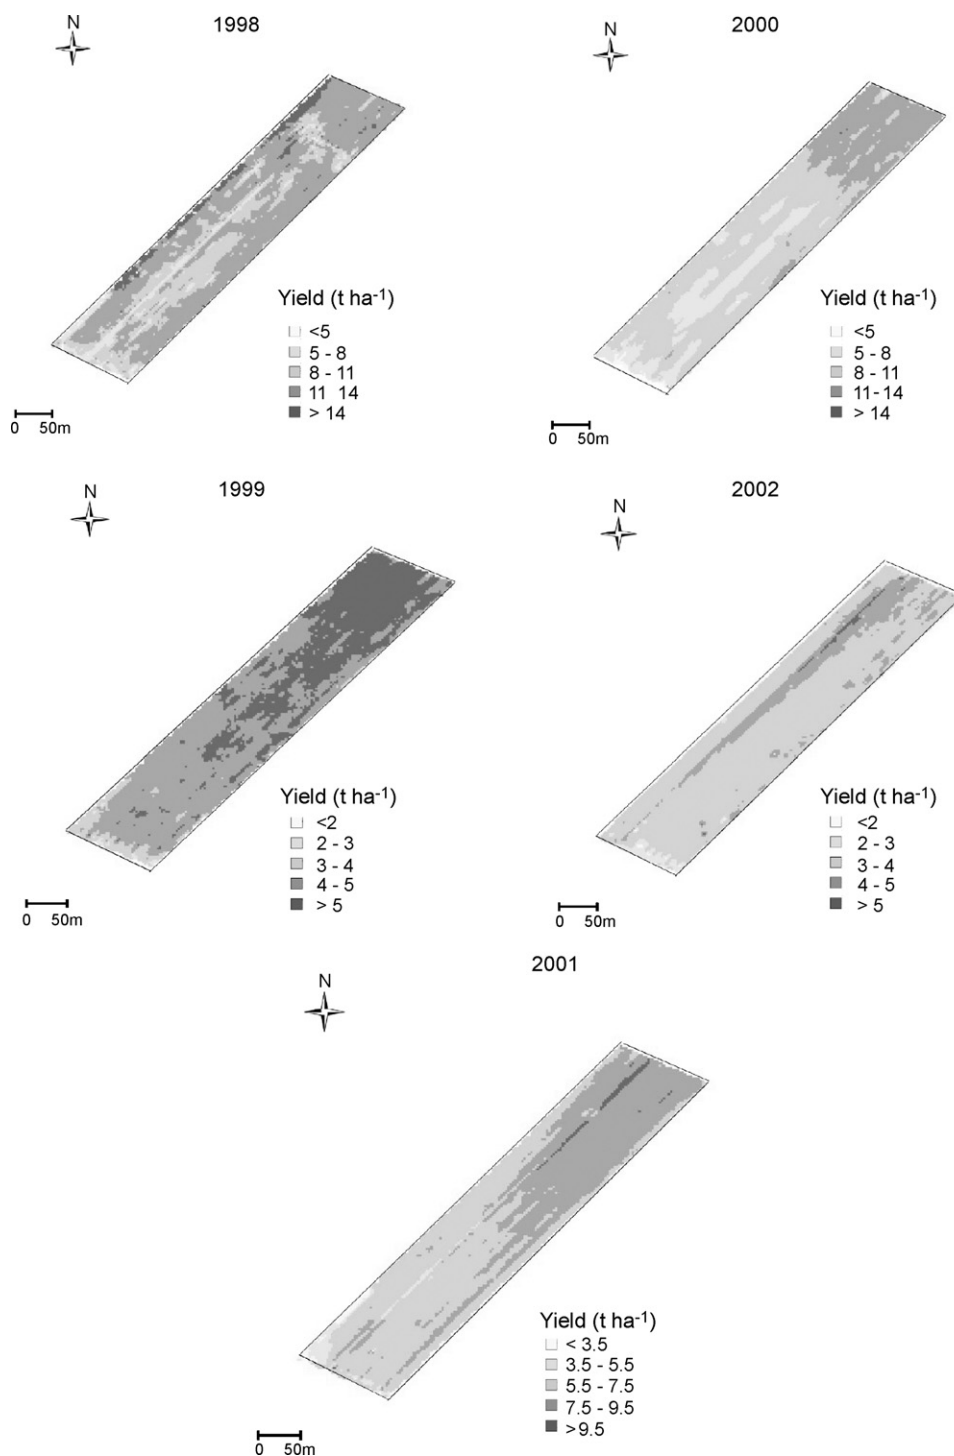 N
1998
Yield (t ha-1)
<5
5 - 8
8 - 11
11 14
> 14
0 50m
N
2000
Yield (t ha-1)
<5
5 - 8
8 - 11
11- 14
> 14
0 50m
N
1999
Yield (t ha-1)
<2
2 - 3
3 - 4
4 - 5
> 5
0 50m
N
2002
Yield (t ha-1)
<2
2 - 3
3 - 4
4 - 5
> 5
0 50m
N
2001
Yield (t ha-1)
< 3.5
3.5 - 5.5
5.5 - 7.5
7.5 - 9.5
>9.5
0 50m